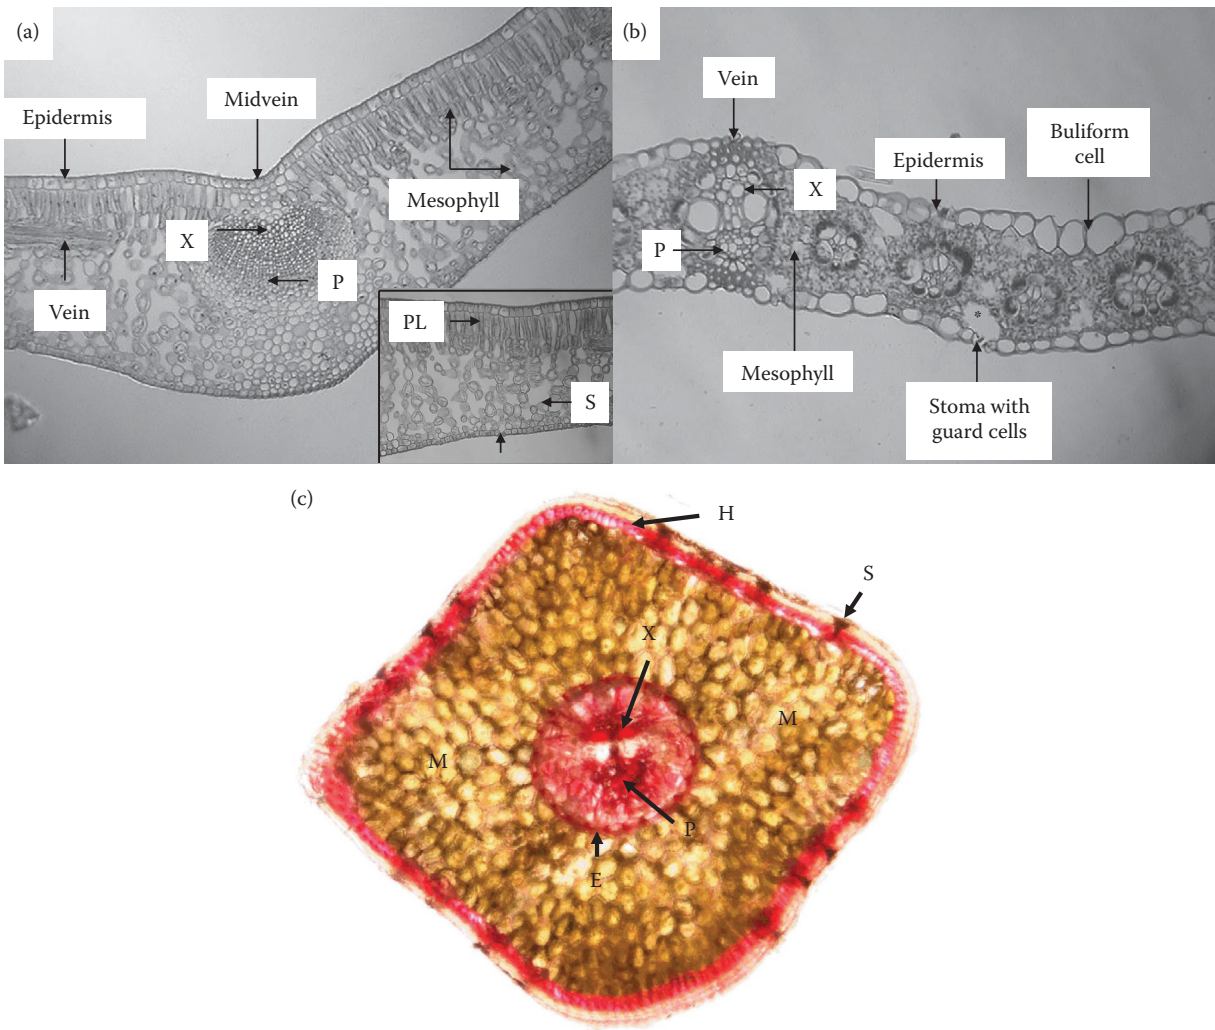 (a)
Epidermis
Midvein
Mesophyll
X
P
Vein
PL
S
(b)
Vein
Buliform
cell
Epidermis
X
P
Mesophyll
*
Stoma with
guard cells
(c)
H
S
X
M
M
P
E